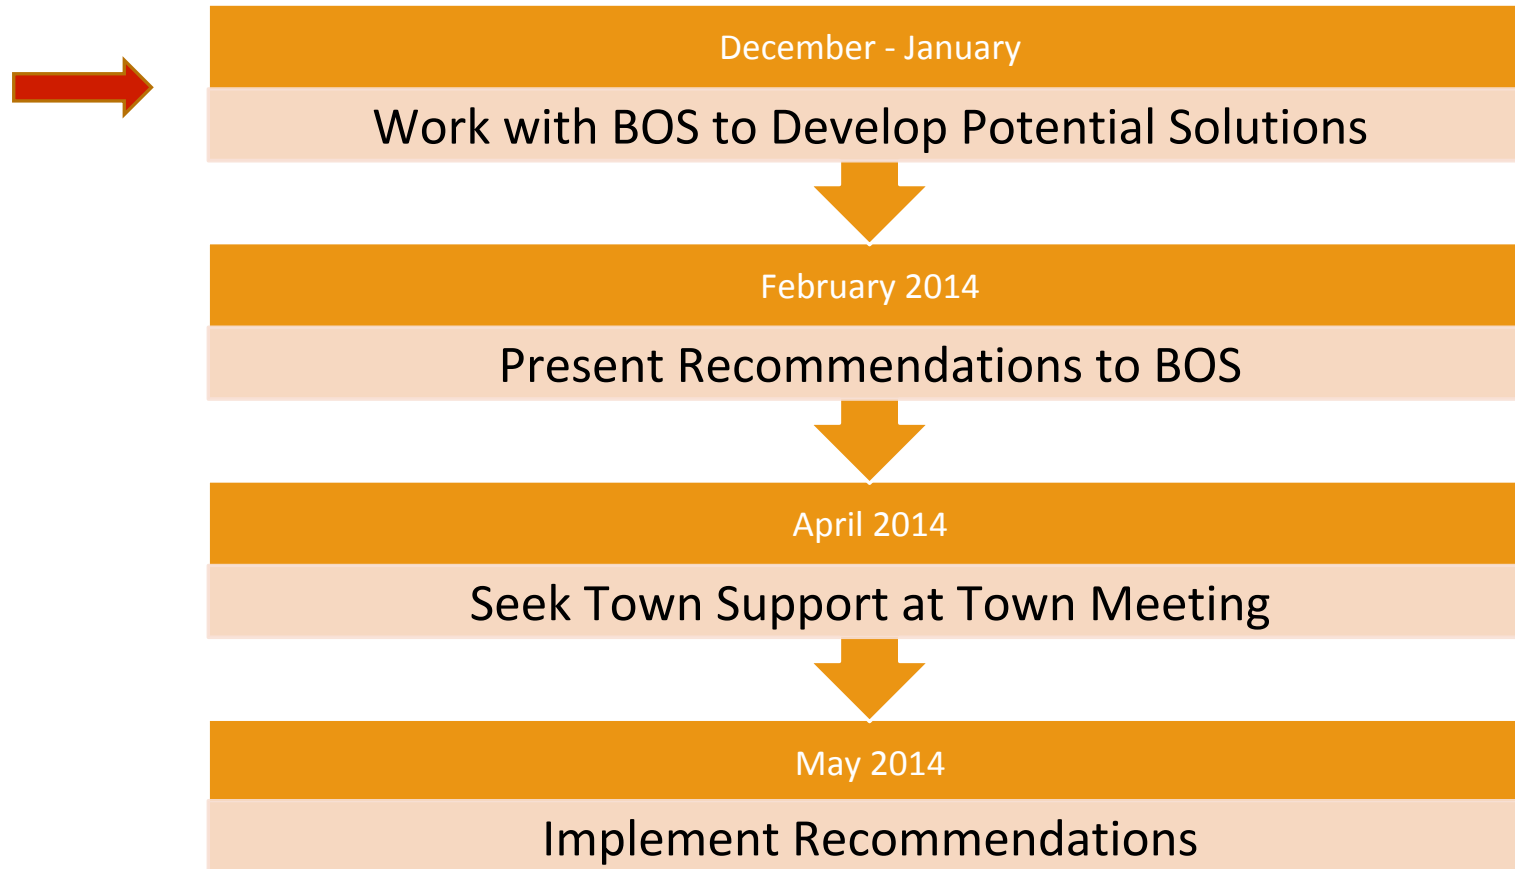 December - January
Work with BOS to Develop Potential Solutions
February 2014
Present Recommendations to BOS
April 2014
Seek Town Support at Town Meeting
May 2014
Implement Recommendations